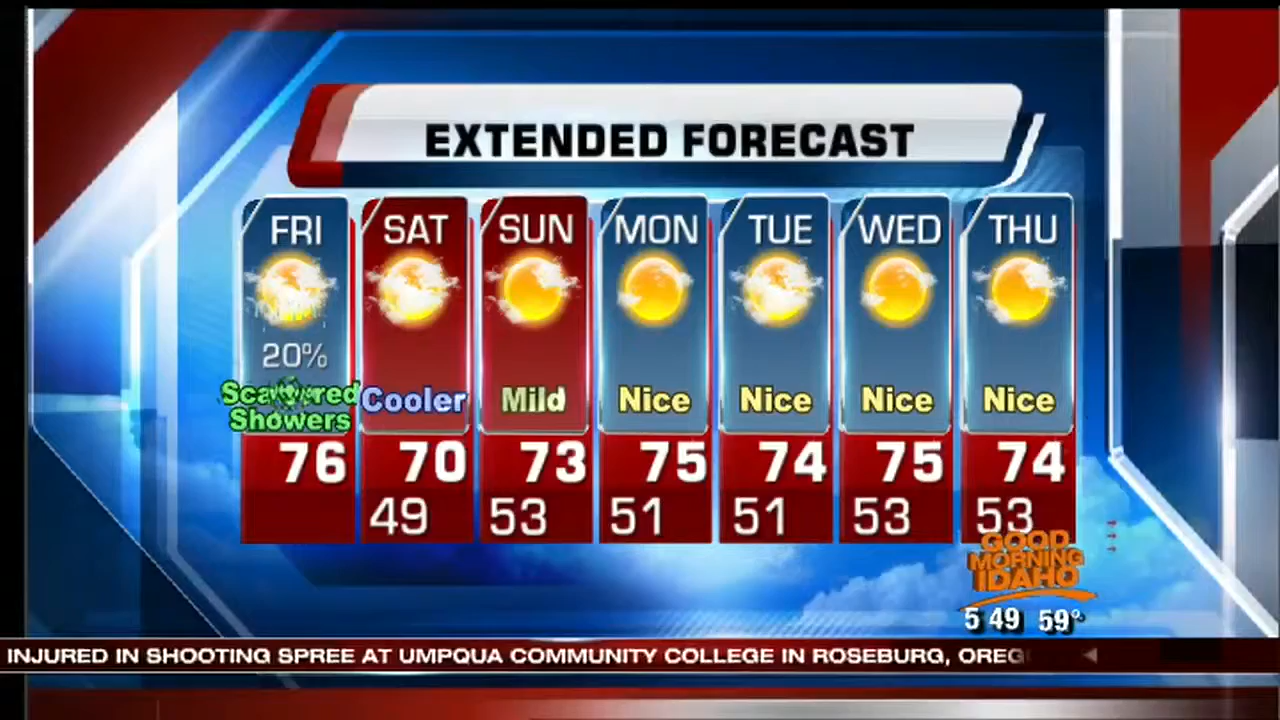 EXTENDED FORECAST
FRI SAT SUN MON TUE WED THU
20%
Scattered Cooler Mild Nice Nice Nice Nice
Showers
76 70 73 75 74 75 74
49 53 51 51 53 53
GOOD
MORNING
IDAHO
5 49 59°
INJURED IN SHOOTING SPREE AT UMPQUA COMMUNITY COLLEGE IN ROSEBURG, OREG